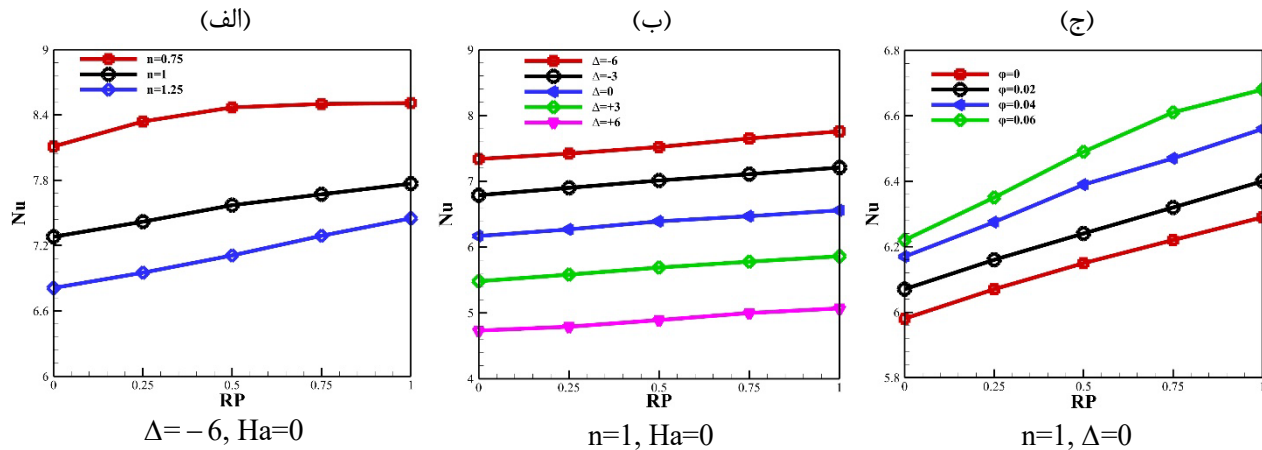 (الف)
Nu
9
8.4
7.8
7.2
6.6
6
n=0.75
n=1
n=1.25
0 0.25 0.5 0.75 1
RP
Δ= – 6, Ha=0
(ب)
Nu
9
8
7
6
5
4
Δ=-6
Δ=-3
Δ=0
Δ=+3
Δ=+6
0 0.25 0.5 0.75 1
RP
n=1, Ha=0
(ج)
Nu
6.8
6.6
6.4
6.2
6
5.8
φ=0
φ=0.02
φ=0.04
φ=0.06
0 0.25 0.5 0.75 1
RP
n=1, Δ=0